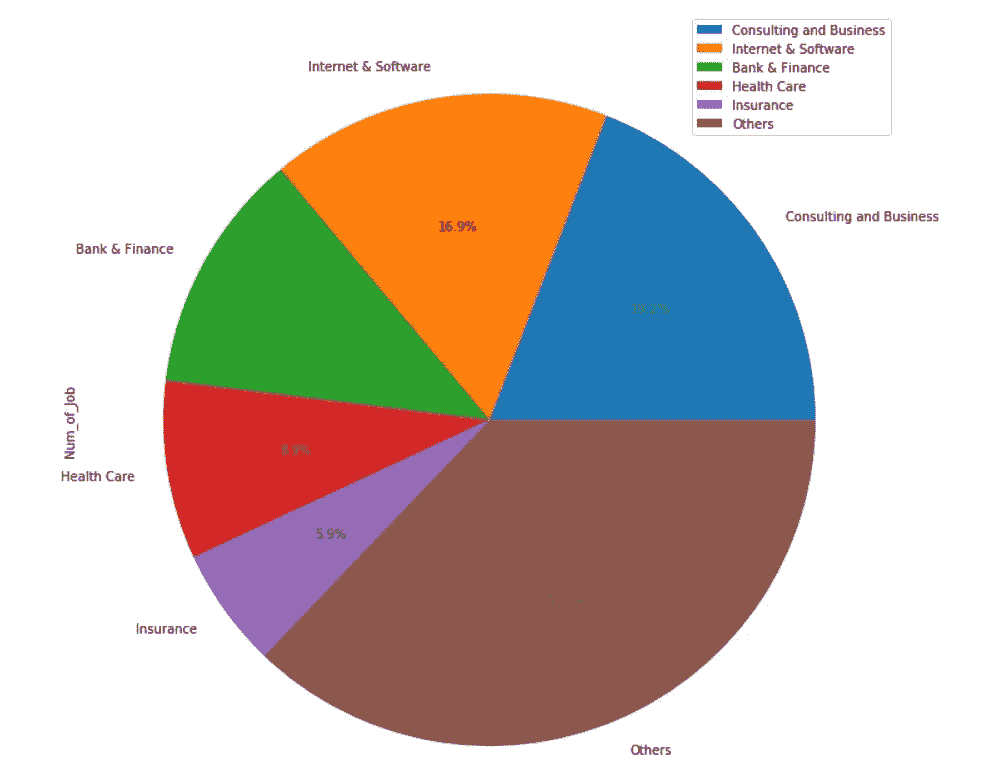 Consulting and Business
Internet & Software
Bank & Finance
Health Care
Insurance
Others
Internet & Software
Consulting and Business
16.9%
Bank & Finance
Num_of_Job
Health Care
5.9%
Insurance
Others